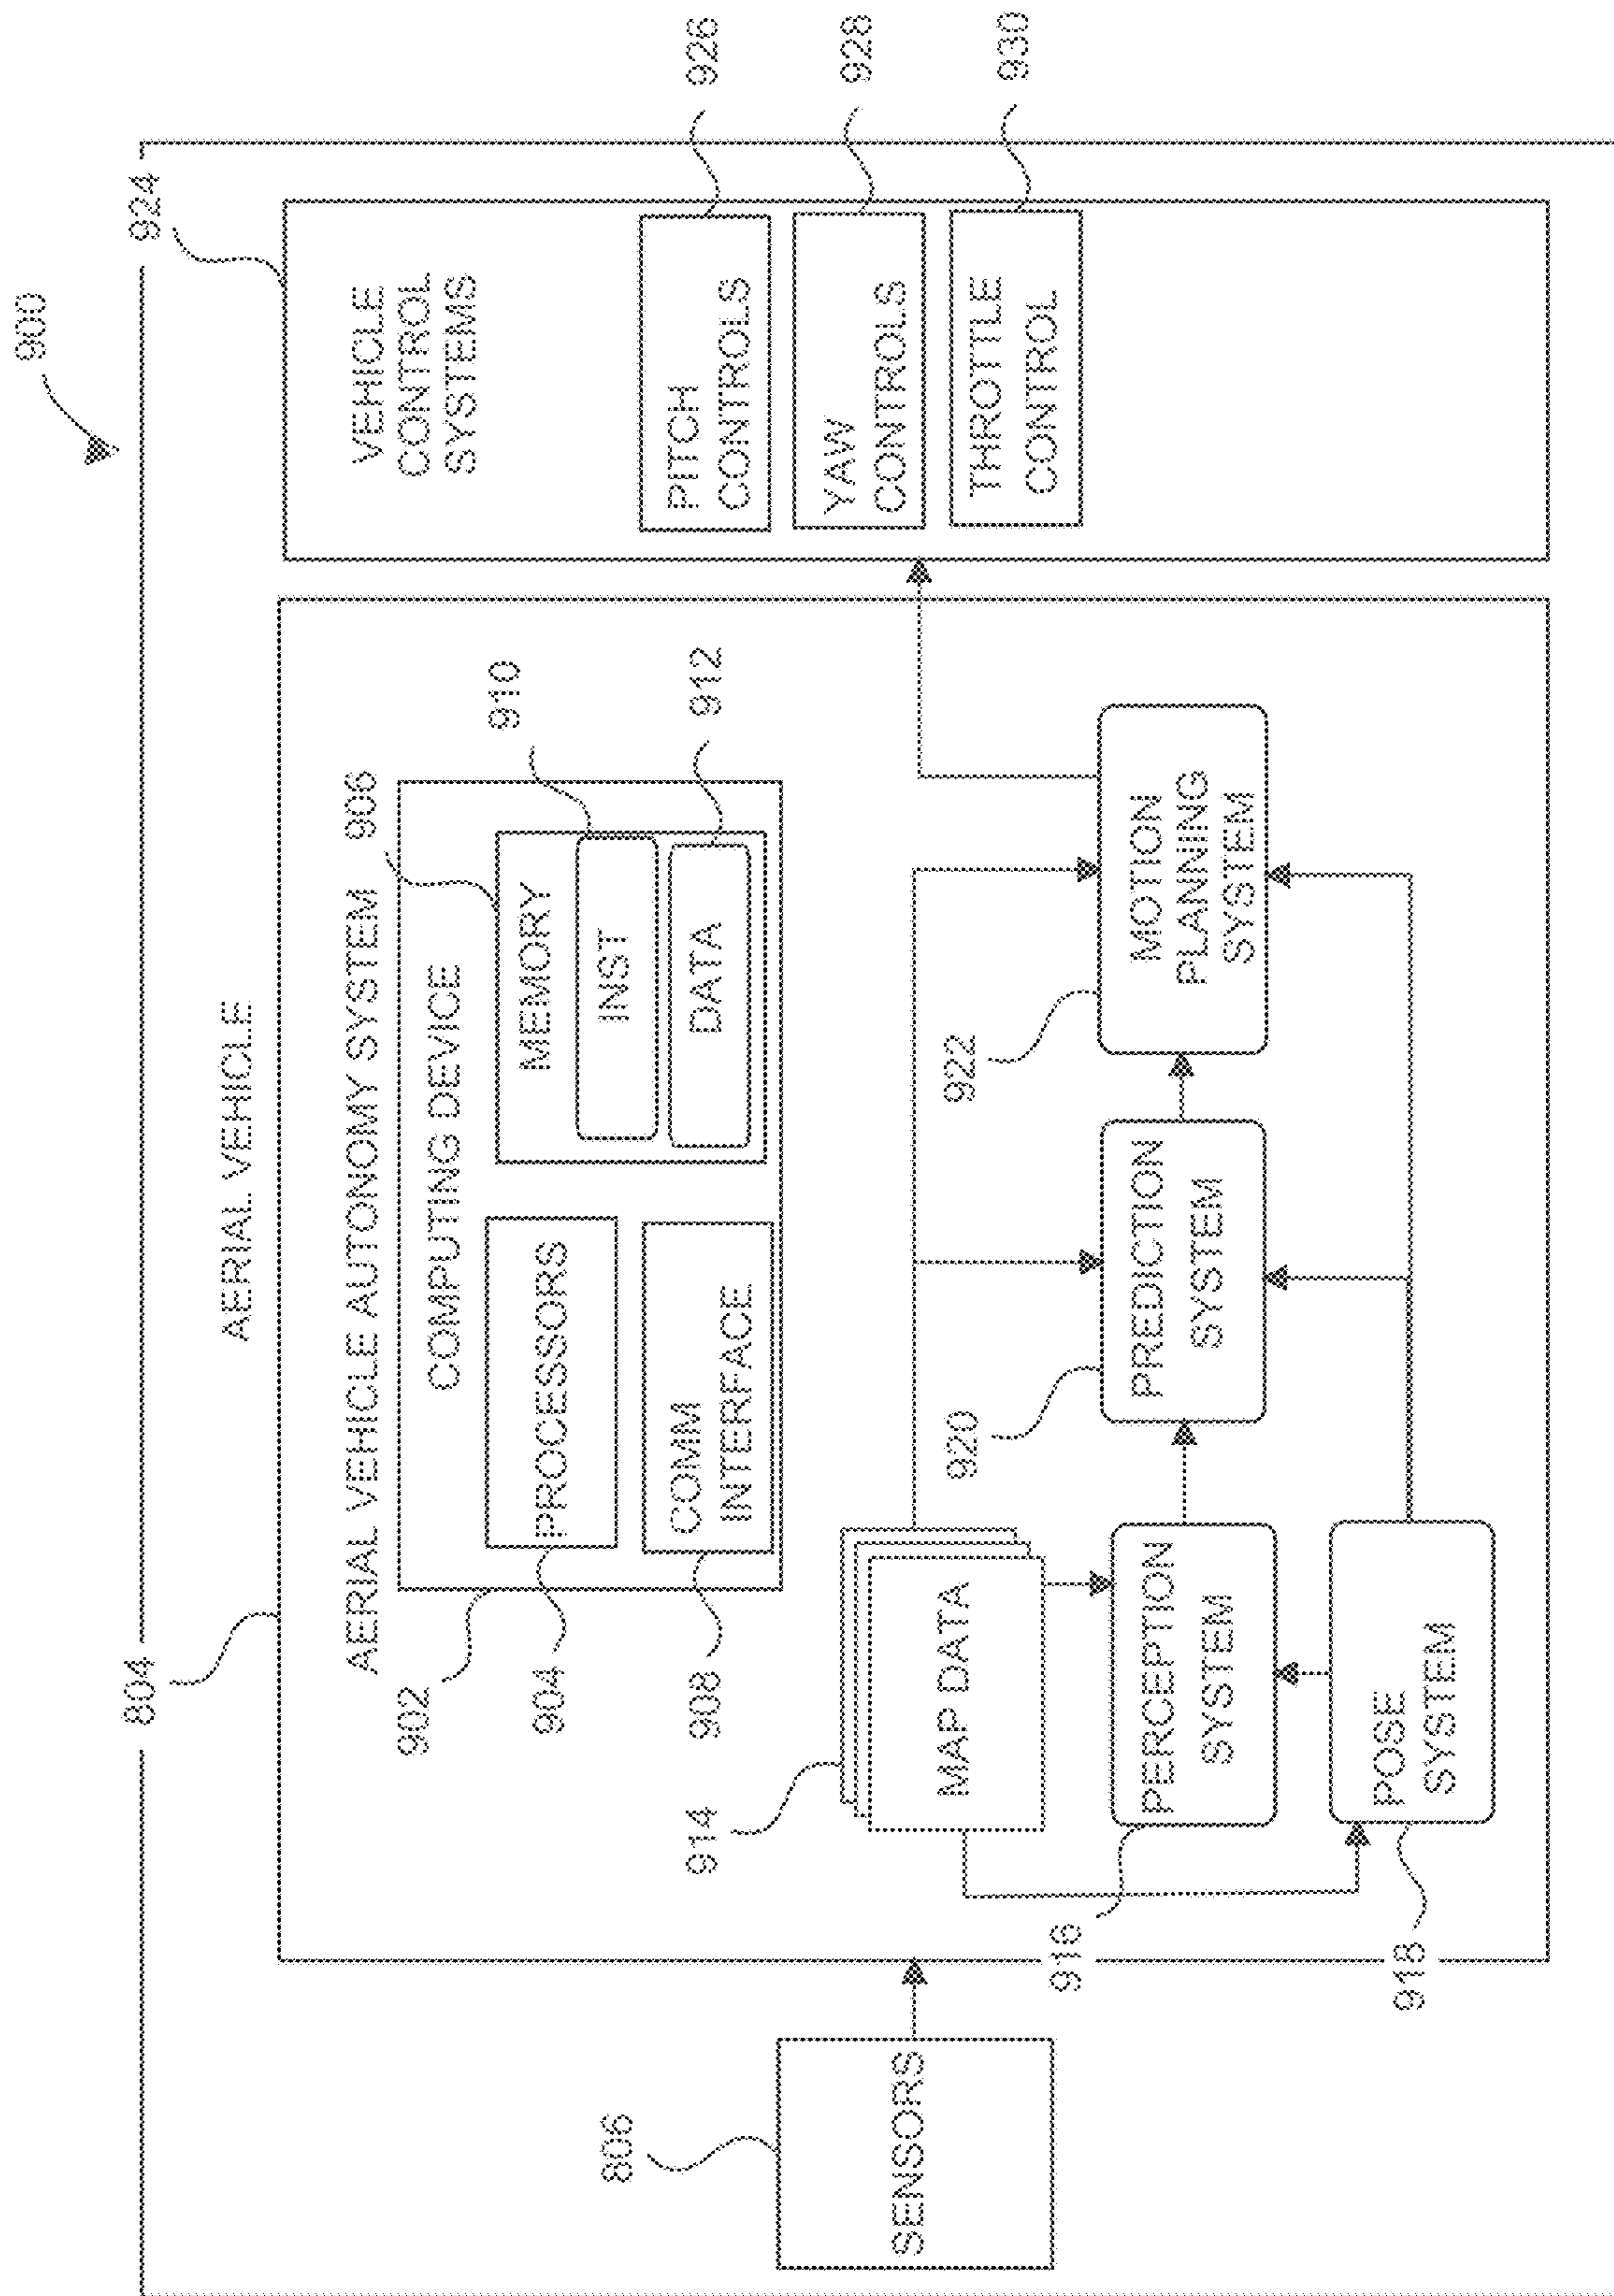 900
AERIAL VEHICLE
804
924
AERIAL VEHICLE AUTONOMY SYSTEM
906
902
COMPUTING DEVICE
904
PROCESSORS
908
COMM
INTERFACE
MEMORY
910
INST
912
DATA
914
MAP DATA
916
PERCEPTION
SYSTEM
918
POSE
SYSTEM
920
PREDICTION
SYSTEM
922
MOTION
PLANNING
SYSTEM
806
SENSORS
VEHICLE
CONTROL
SYSTEMS
PITCH
CONTROLS
926
YAW
CONTROLS
928
THROTTLE
CONTROL
930